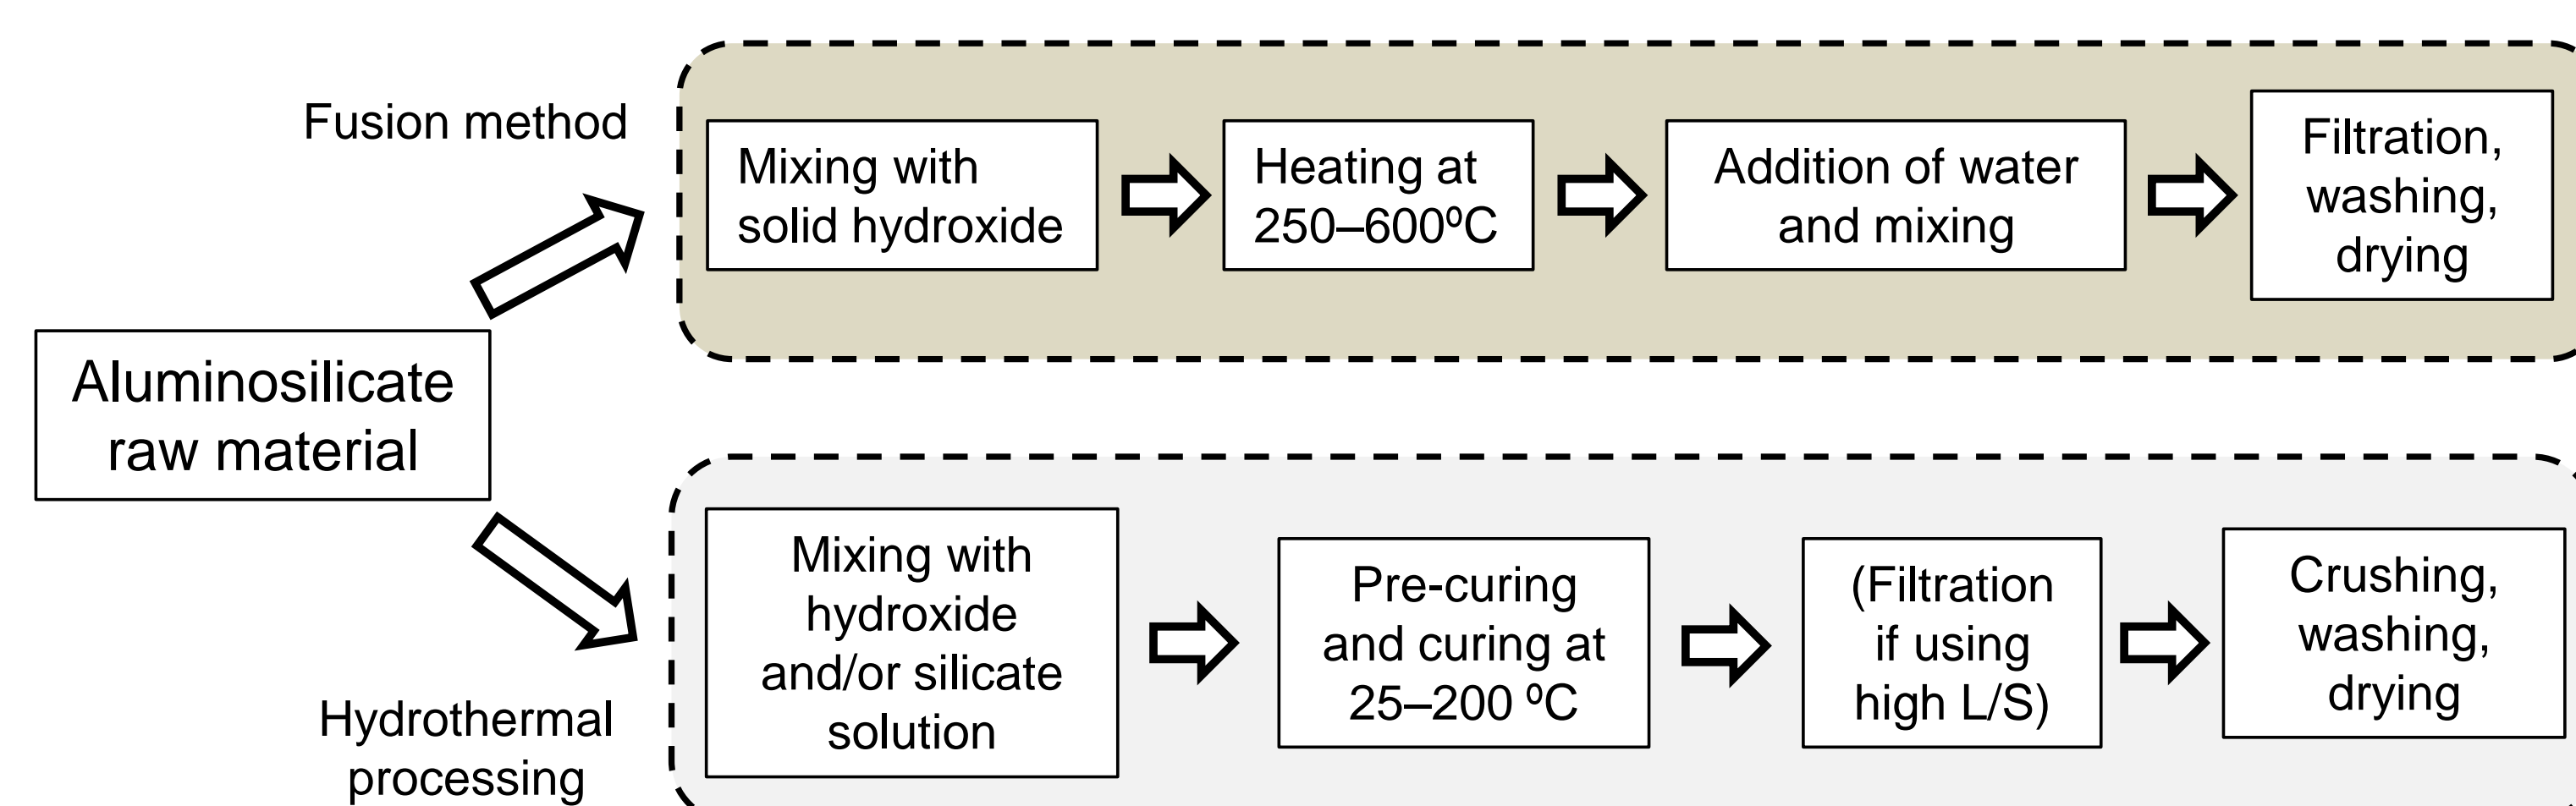 Fusion method
Mixing with
solid hydroxide
Heating at
250–600⁰C
Addition of water
and mixing
Filtration,
washing,
drying
Aluminosilicate
raw material
Hydrothermal
processing
Mixing with
hydroxide
and/or silicate
solution
Pre-curing
and curing at
25–200 ⁰C
(Filtration
if using
high L/S)
Crushing,
washing,
drying